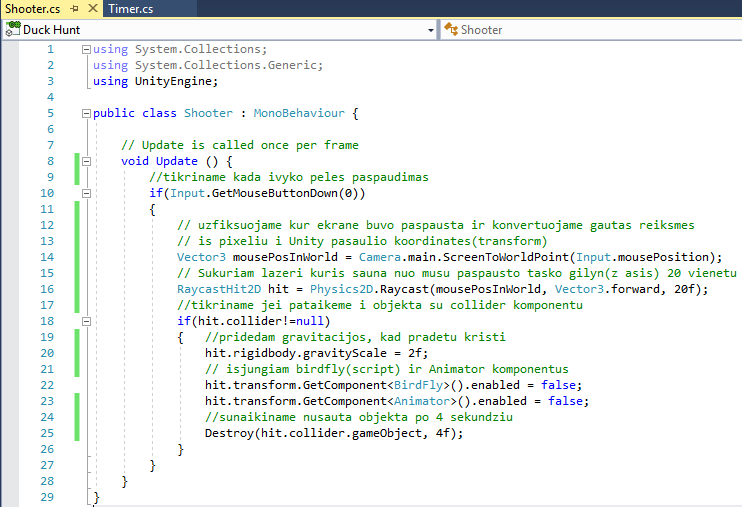 Shooter.cs Timer.cs
Duck Hunt Shooter
1 using System.Collections;
2 using System.Collections.Generic;
3 using UnityEngine;
4
5 public class Shooter : MonoBehaviour {
6
7 // Update is called once per frame
8 void Update () {
9 //tikriname kada ivyko peles paspaudimas
10 if(Input.GetMouseButtonDown(0))
11 {
12 // uzfiksuojame kur ekrane buvo paspausta ir konvertuojame gautas reiksmes
13 // is pixeliu i Unity pasaulio koordinates(transform)
14 Vector3 mousePosInWorld = Camera.main.ScreenToWorldPoint(Input.mousePosition);
15 // Sukuriam lazeri kuris sauna nuo musu paspausto tasko gilyn(z asis) 20 vienetu
16 RaycastHit2D hit = Physics2D.Raycast(mousePosInWorld, Vector3.forward, 20f);
17 //tikriname jei pataikeme i objekta su collider komponentu
18 if(hit.collider!=null)
19 { //pridedam gravitacijos, kad pradetu kristi
20 hit.rigidbody.gravityScale = 2f;
21 // isjungiam birdfly(script) ir Animator komponentus
22 hit.transform.GetComponent<BirdFly>().enabled = false;
23 hit.transform.GetComponent<Animator>().enabled = false;
24 //sunaikiname nusauta objekta po 4 sekundziu
25 Destroy(hit.collider.gameObject, 4f);
26 }
27 }
28 }
29 }